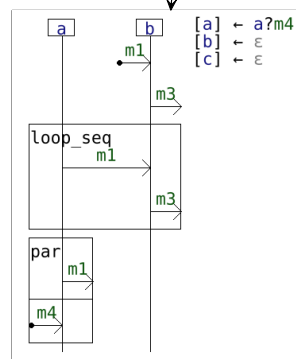 a b [a] ← a?m4
[b] ← ε
[c] ← ε
m1
m3
loop_seq
m1
m3
par
m1
m4